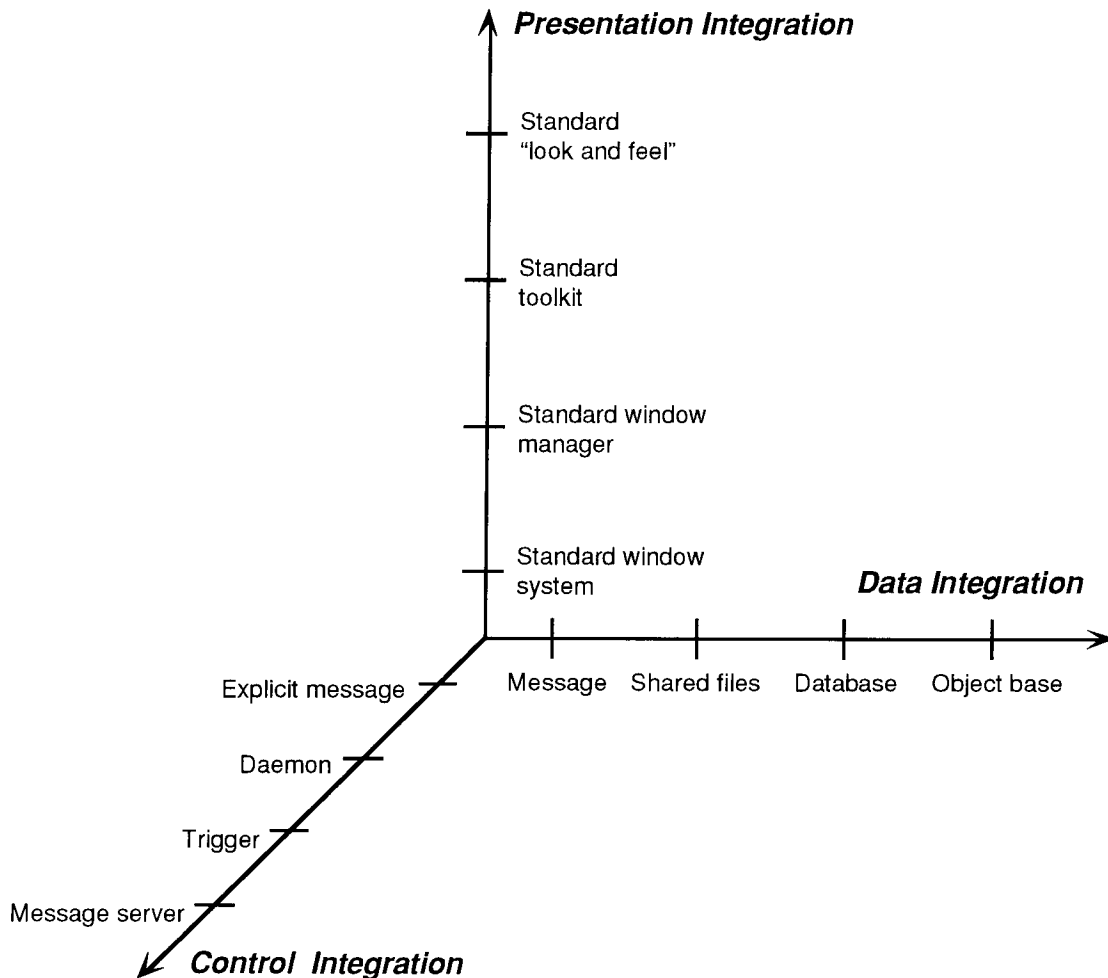 Presentation Integration
Standard
“look and feel”
Standard
toolkit
Standard window
manager
Standard window
system
Data Integration
Message
Shared files
Database
Object base
Explicit message
Daemon
Trigger
Message server
Control Integration